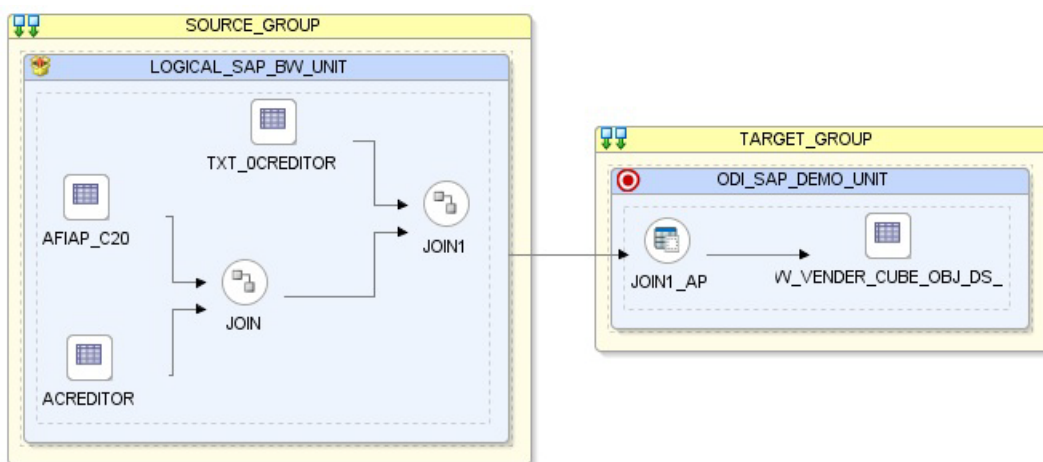 SOURCE_GROUP
LOGICAL_SAP_BW_UNIT
TXT_0CREDITOR
AFIAP_C20
JOIN1
JOIN
ACREDITOR
TARGET_GROUP
ODI_SAP_DEMO_UNIT
JOIN1_AP
W_VENDER_CUBE_OBJ_DS_